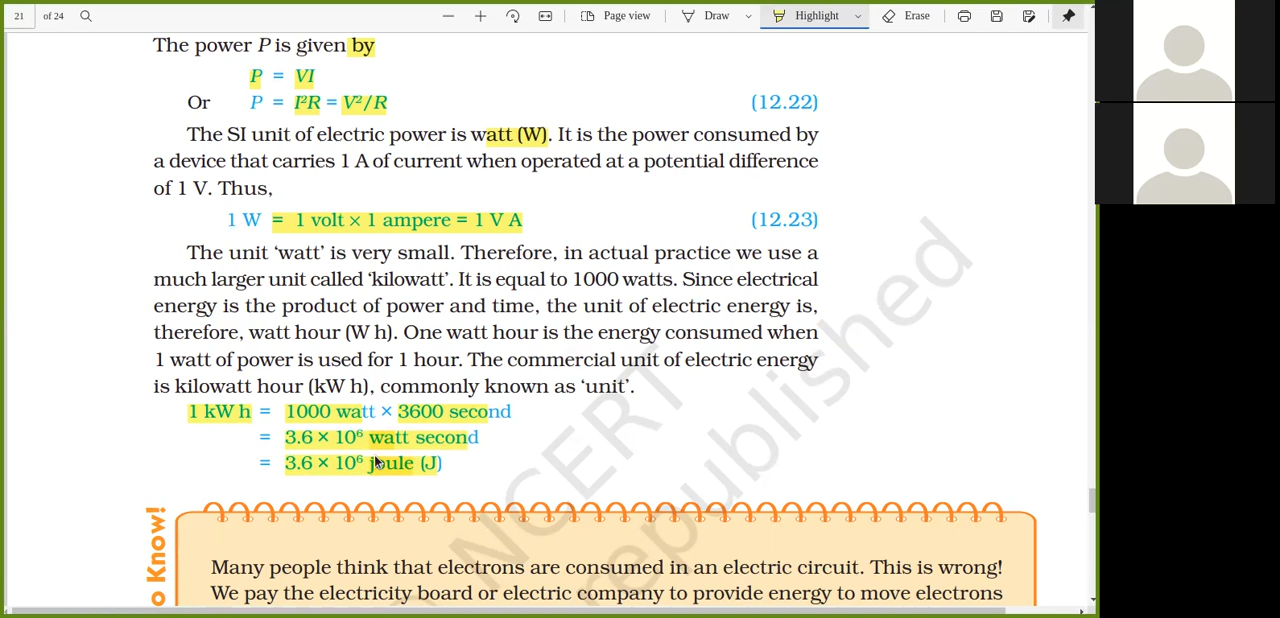 21 of 24 Page view Draw Highlight Erase
The power P is given by
P = VI
Or P = I²R = V²/R (12.22)
The SI unit of electric power is watt (W). It is the power consumed by
a device that carries 1 A of current when operated at a potential difference
of 1 V. Thus,
1 W = 1 volt × 1 ampere = 1 V A (12.23)
The unit ‘watt’ is very small. Therefore, in actual practice we use a
much larger unit called ‘kilowatt’. It is equal to 1000 watts. Since electrical
energy is the product of power and time, the unit of electric energy is,
therefore, watt hour (W h). One watt hour is the energy consumed when
1 watt of power is used for 1 hour. The commercial unit of electric energy
is kilowatt hour (kW h), commonly known as ‘unit’.
1 kW h = 1000 watt × 3600 second
= 3.6 × 10⁶ watt second
= 3.6 × 10⁶ joule (J)
NCERT
republished
o Know!
Many people think that electrons are consumed in an electric circuit. This is wrong!
We pay the electricity board or electric company to provide energy to move electrons